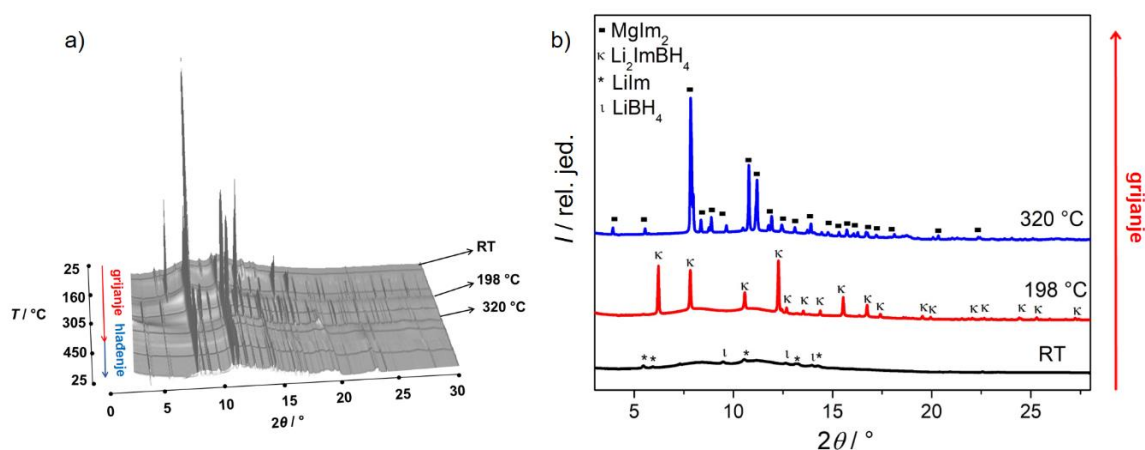 a)
RT
198 °C
320 °C
T / °C
25
160
305
450
25
grijanje
hlađenje
0
5
10
15
20
25
30
2θ / °
b)
▪ MgIm₂
κ Li₂ImBH₄
* LiIm
ι LiBH₄
I / rel. jed.
320 °C
κ κ κ κ κ κ κ κ κ κ κ κ κ κ κ κ κ
198 °C
* * ι * ι * ι *
RT
5 10 15 20 25
2θ / °
grijanje